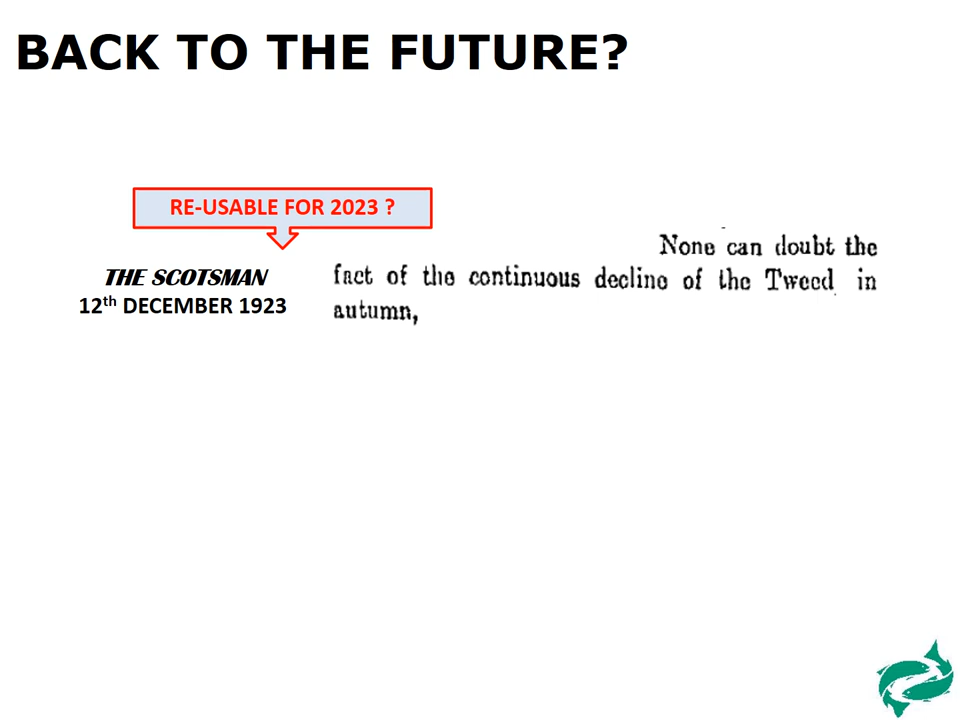 BACK TO THE FUTURE?
RE-USABLE FOR 2023 ?
THE SCOTSMAN
12th DECEMBER 1923
None can doubt the
fact of the continuous decline of the Tweed in
autumn,